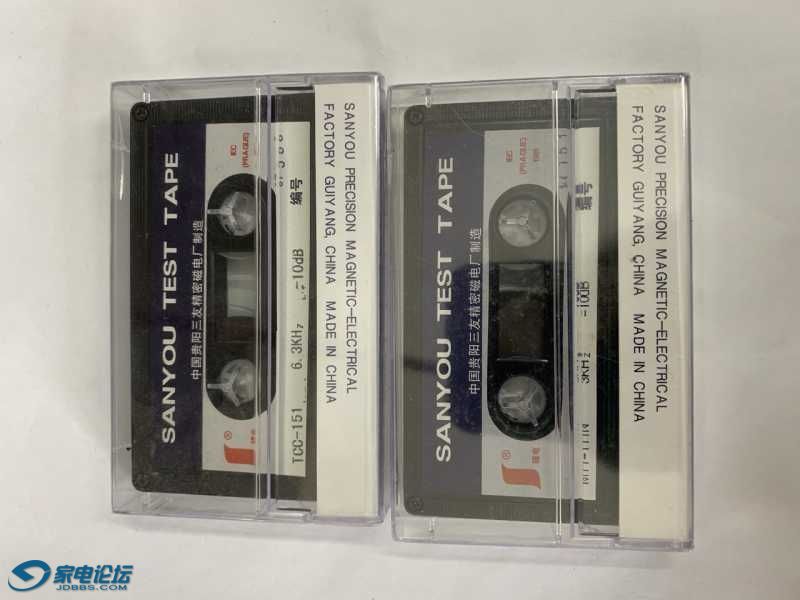 SANYOU PRECISION MAGNETIC—ELECTRICAL
FACTORY GUIYANG, CHINA MADE IN CHINA
编号
TCC-151 6.3KHz -10dB
中国贵阳三友精密磁电厂制造
SANYOU TEST TAPE
SANYOU PRECISION MAGNETIC—ELECTRICAL
FACTORY GUIYANG, CHINA MADE IN CHINA
编号
-10dB
中国贵阳三友精密磁电厂制造
SANYOU TEST TAPE
家电论坛
JDBBS.COM